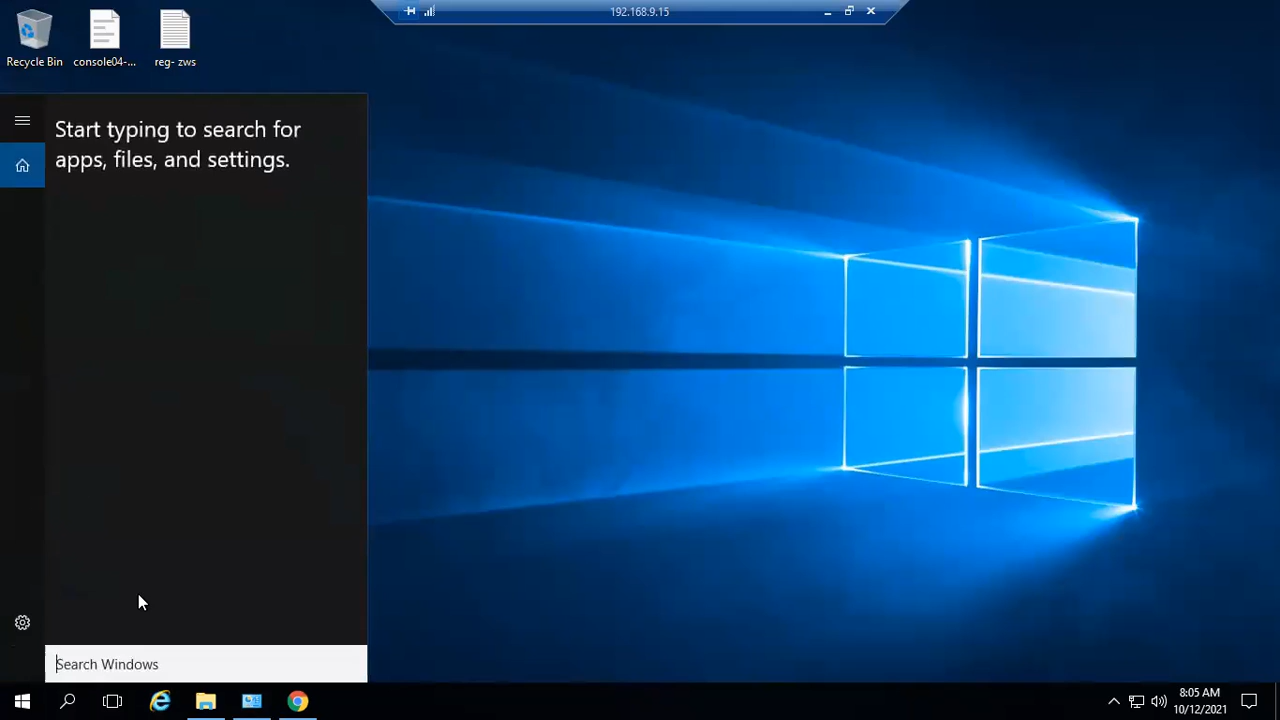 192.168.9.15
Recycle Bin
console04-...
reg- zws
Start typing to search for
apps, files, and settings.
Search Windows
8:05 AM
10/12/2021